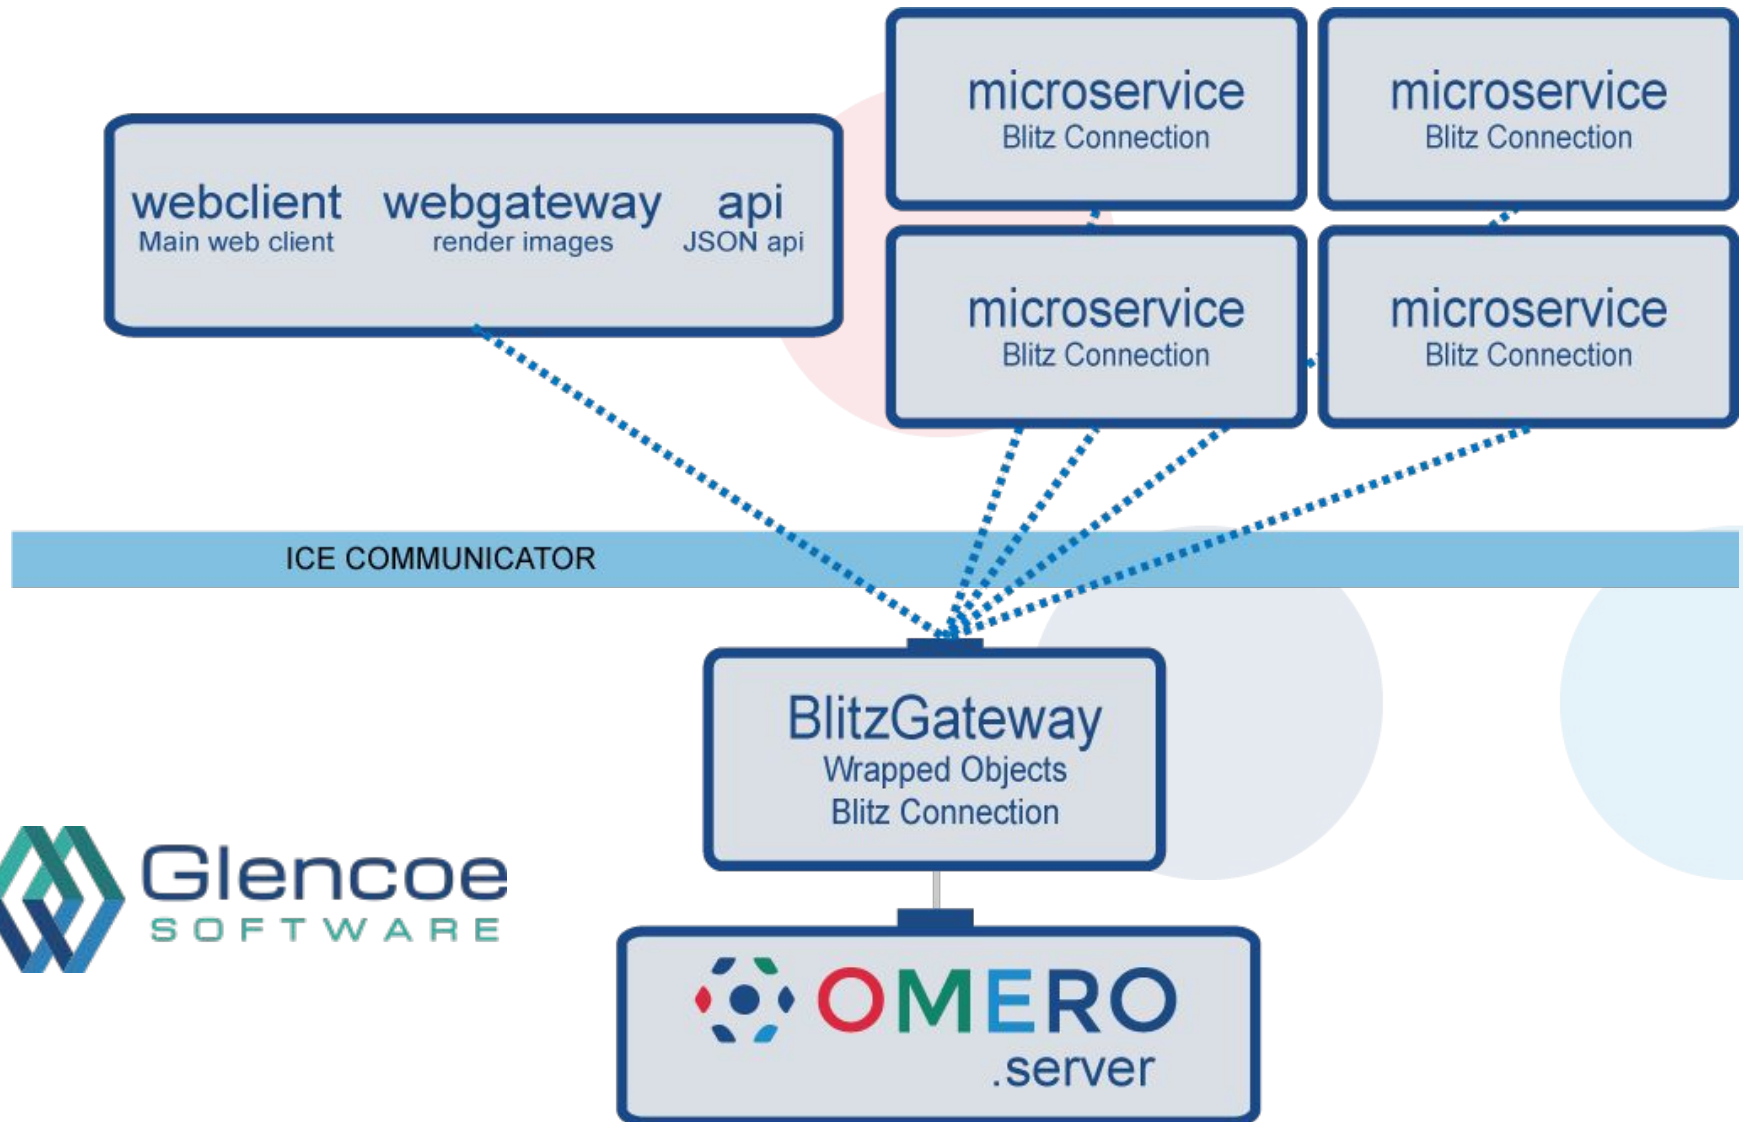 microservice
Blitz Connection
microservice
Blitz Connection
webclient webgateway api
Main web client render images JSON api
microservice
Blitz Connection
microservice
Blitz Connection
ICE COMMUNICATOR
BlitzGateway
Wrapped Objects
Blitz Connection
Glencoe
SOFTWARE
OMERO
.server